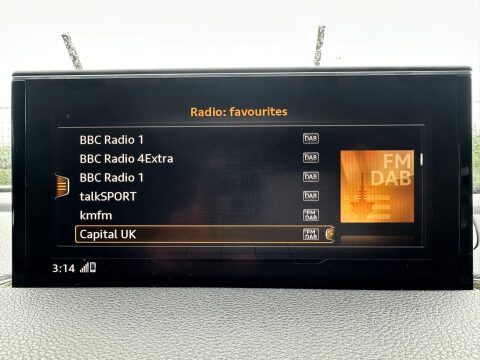 Radio: favourites
BBC Radio 1 DAB
BBC Radio 4Extra DAB
BBC Radio 1 DAB
talkSPORT DAB
kmfm FM DAB
Capital UK FM DAB
FM
DAB
3:14